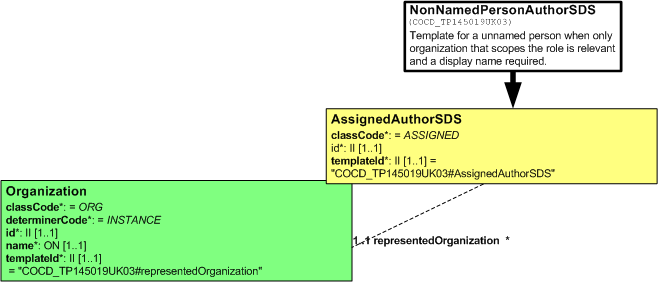 NonNamedPersonAuthorSDS
(COCD_TP145019UK03)
Template for a unnamed person when only
organization that scopes the role is relevant
and a display name required.
AssignedAuthorSDS
classCode*: = ASSIGNED
id*: II [1..1]
templateId*: II [1..1] =
"COCD_TP145019UK03#AssignedAuthorSDS"
Organization
classCode*: = ORG
determinerCode*: = INSTANCE
id*: II [1..1]
name*: ON [1..1]
templateId*: II [1..1]
= "COCD_TP145019UK03#representedOrganization"
1..1 representedOrganization *